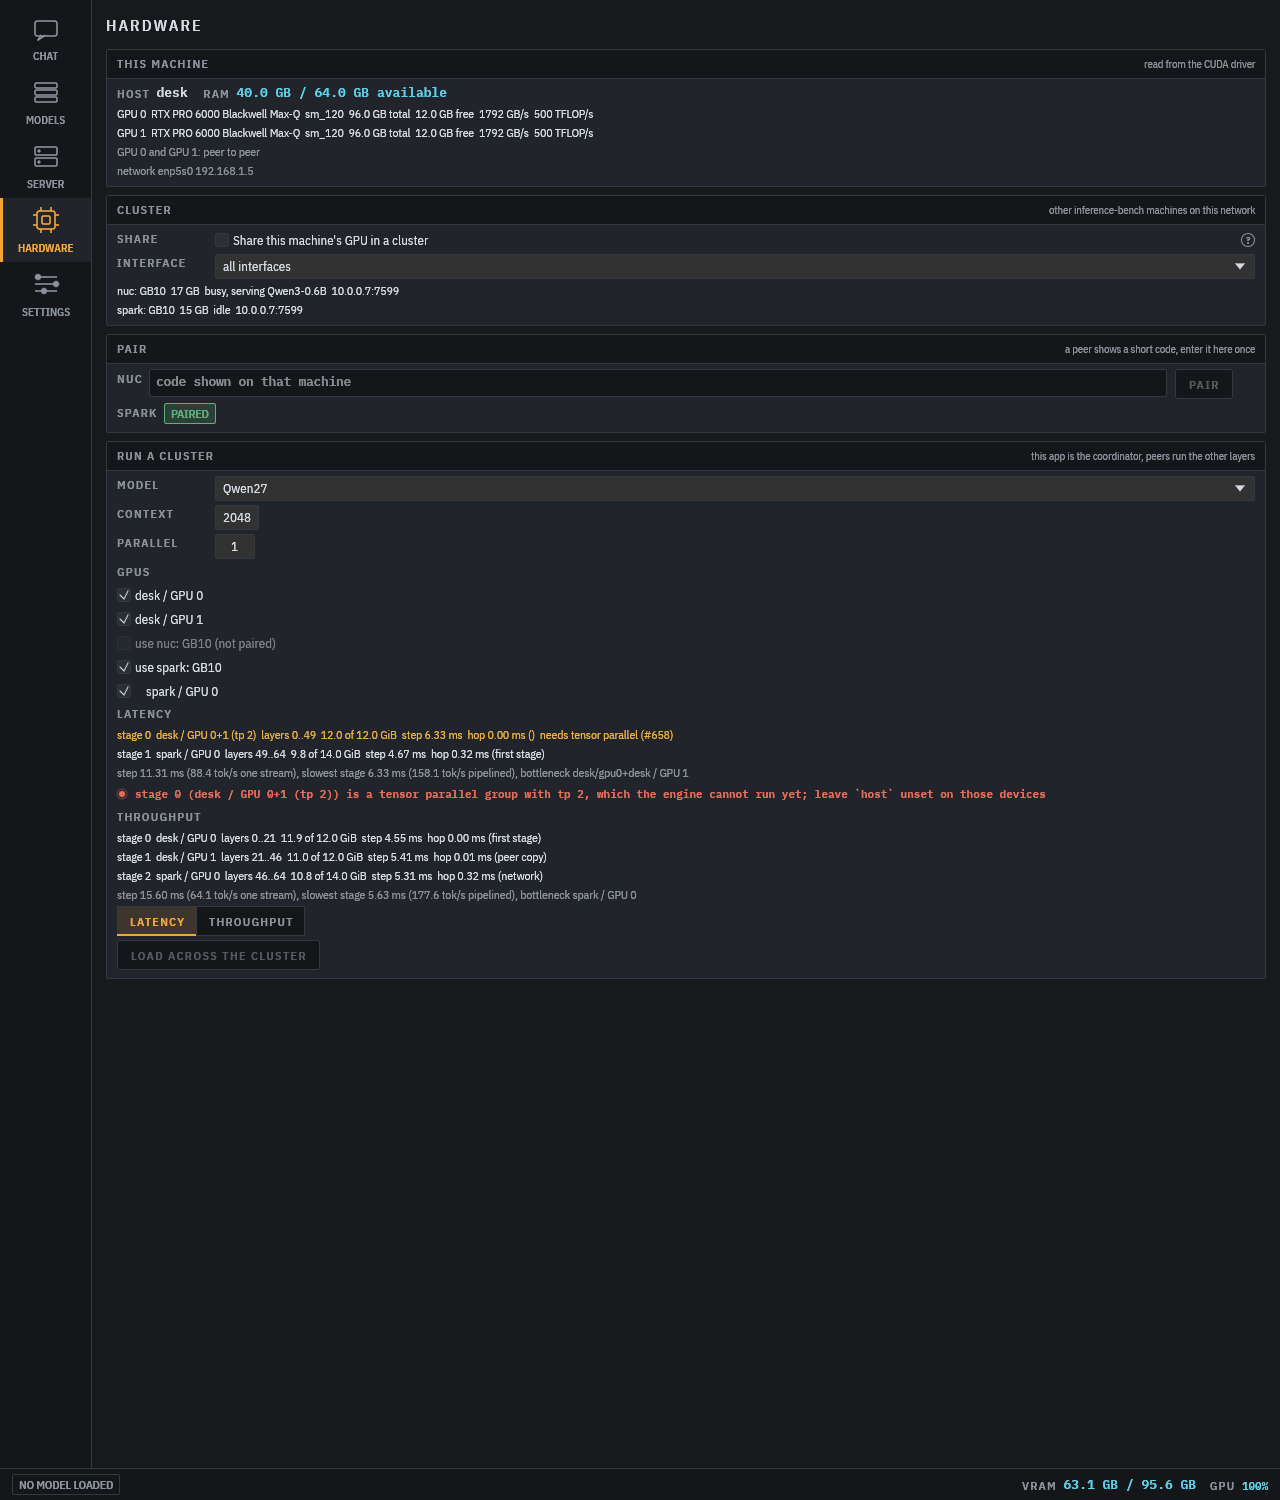 HARDWARE
CHAT
MODELS
SERVER
HARDWARE
SETTINGS
THIS MACHINE read from the CUDA driver
HOST desk RAM 40.0 GB / 64.0 GB available
GPU 0 RTX PRO 6000 Blackwell Max-Q sm_120 96.0 GB total 12.0 GB free 1792 GB/s 500 TFLOP/s
GPU 1 RTX PRO 6000 Blackwell Max-Q sm_120 96.0 GB total 12.0 GB free 1792 GB/s 500 TFLOP/s
GPU 0 and GPU 1: peer to peer
network enp5s0 192.168.1.5
CLUSTER other inference-bench machines on this network
SHARE Share this machine's GPU in a cluster ?
INTERFACE all interfaces
nuc: GB10 17 GB busy, serving Qwen3-0.6B 10.0.0.7:7599
spark: GB10 15 GB idle 10.0.0.7:7599
PAIR a peer shows a short code, enter it here once
NUC code shown on that machine PAIR
SPARK PAIRED
RUN A CLUSTER this app is the coordinator, peers run the other layers
MODEL Qwen27
CONTEXT 2048
PARALLEL 1
GPUS
desk / GPU 0
desk / GPU 1
use nuc: GB10 (not paired)
use spark: GB10
spark / GPU 0
LATENCY
stage 0 desk / GPU 0+1 (tp 2) layers 0..49 12.0 of 12.0 GiB step 6.33 ms hop 0.00 ms () needs tensor parallel (#658)
stage 1 spark / GPU 0 layers 49..64 9.8 of 14.0 GiB step 4.67 ms hop 0.32 ms (first stage)
step 11.31 ms (88.4 tok/s one stream), slowest stage 6.33 ms (158.1 tok/s pipelined), bottleneck desk/gpu0+desk / GPU 1
stage 0 (desk / GPU 0+1 (tp 2)) is a tensor parallel group with tp 2, which the engine cannot run yet; leave `host` unset on those devices
THROUGHPUT
stage 0 desk / GPU 0 layers 0..21 11.9 of 12.0 GiB step 4.55 ms hop 0.00 ms (first stage)
stage 1 desk / GPU 1 layers 21..46 11.0 of 12.0 GiB step 5.41 ms hop 0.01 ms (peer copy)
stage 2 spark / GPU 0 layers 46..64 10.8 of 14.0 GiB step 5.31 ms hop 0.32 ms (network)
step 15.60 ms (64.1 tok/s one stream), slowest stage 5.63 ms (177.6 tok/s pipelined), bottleneck spark / GPU 0
LATENCY THROUGHPUT
LOAD ACROSS THE CLUSTER
NO MODEL LOADED VRAM 63.1 GB / 95.6 GB GPU 100%